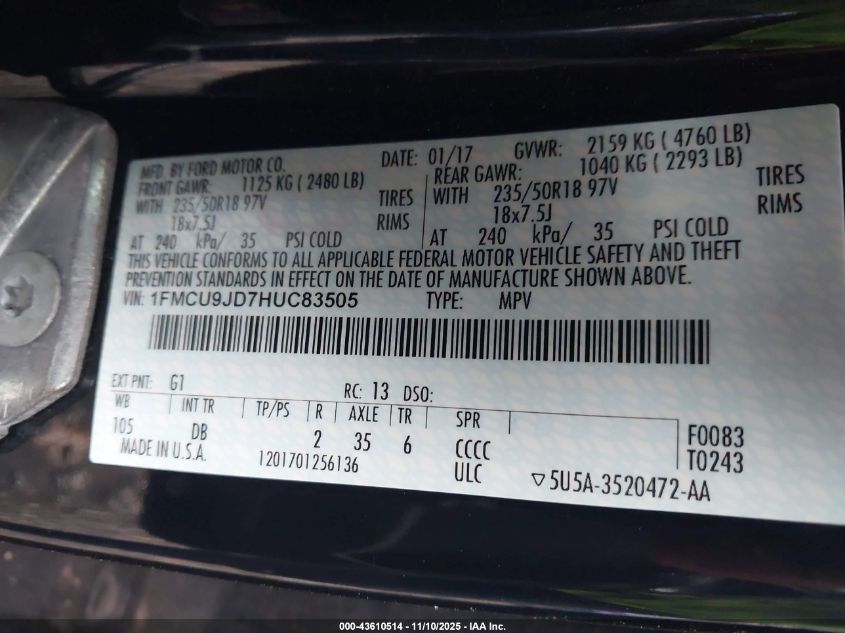 MFD. BY FORD MOTOR CO. DATE: 01/17 GVWR: 2159 KG ( 4760 LB)
FRONT GAWR: 1125 KG ( 2480 LB) REAR GAWR: 1040 KG ( 2293 LB)
WITH 235/50R18 97V TIRES WITH 235/50R18 97V TIRES
18x7.5J RIMS 18x7.5J RIMS
AT 240 kPa/ 35 PSI COLD AT 240 kPa/ 35 PSI COLD
THIS VEHICLE CONFORMS TO ALL APPLICABLE FEDERAL MOTOR VEHICLE SAFETY AND THEFT
PREVENTION STANDARDS IN EFFECT ON THE DATE OF MANUFACTURE SHOWN ABOVE.
VIN: 1FMCU9JD7HUC83505 TYPE: MPV
EXT PNT: G1 RC: 13 DSO:
WB INT TR TP/PS R AXLE TR SPR
105 DB 2 35 6 CCCC F0083
MADE IN U.S.A. 1201701256136 ULC T0243
▽5U5A-3520472-AA
000-43610514 - 11/10/2025 - IAA Inc.